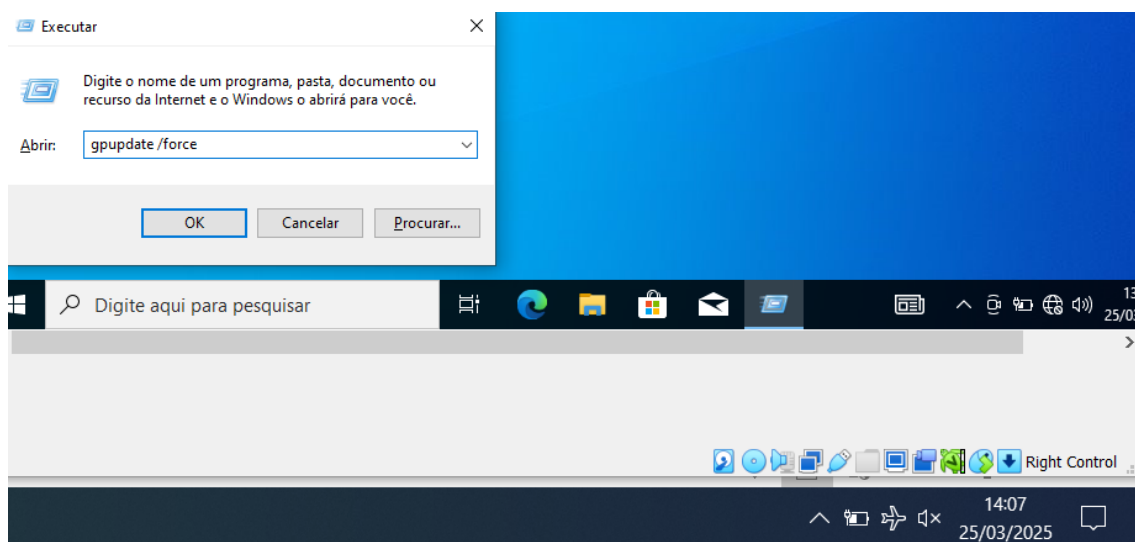 Executar
Digite o nome de um programa, pasta, documento ou
recurso da Internet e o Windows o abrirá para você.
Abrir:
gpupdate /force
OK
Cancelar
Procurar...
Digite aqui para pesquisar
Right Control
14:07
25/03/2025